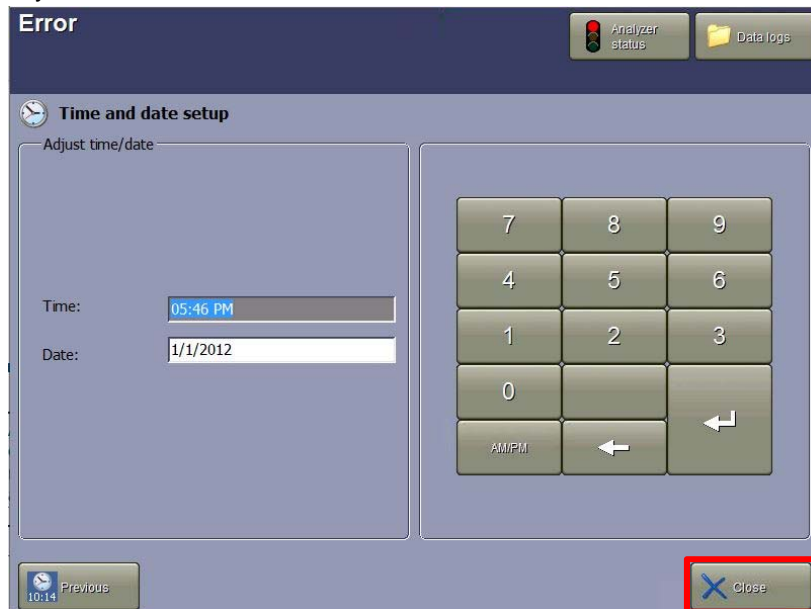 Error
Analyzer
status
Data logs
Time and date setup
Adjust time/date
7 8 9
4 5 6
Time: 05:46 PM
1 2 3
Date: 1/1/2012
0
AM/PM
10:14 Previous
Close